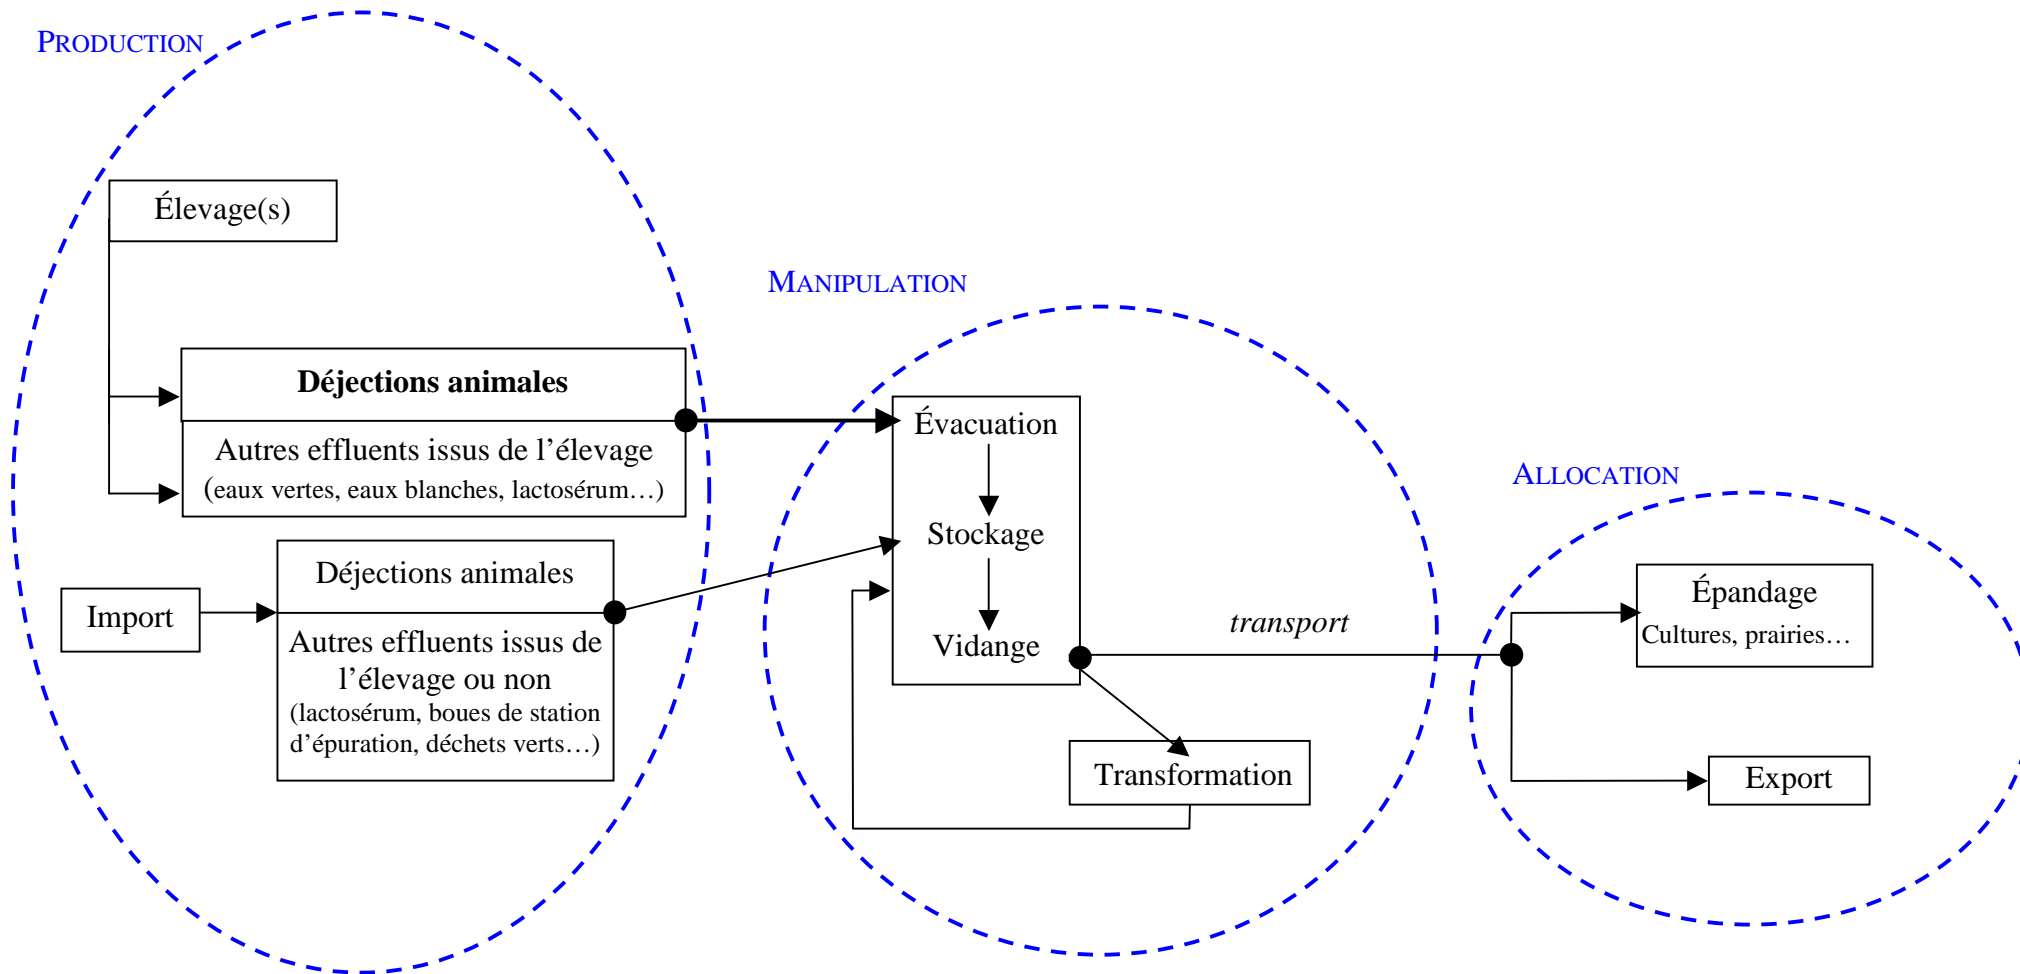 PRODUCTION
Élevage(s)
Déjections animales
Autres effluents issus de l’élevage
(eaux vertes, eaux blanches, lactosérum…)
Import
Déjections animales
Autres effluents issus de
l’élevage ou non
(lactosérum, boues de station
d’épuration, déchets verts…)
MANIPULATION
Évacuation
Stockage
Vidange
Transformation
transport
ALLOCATION
Épandage
Cultures, prairies…
Export